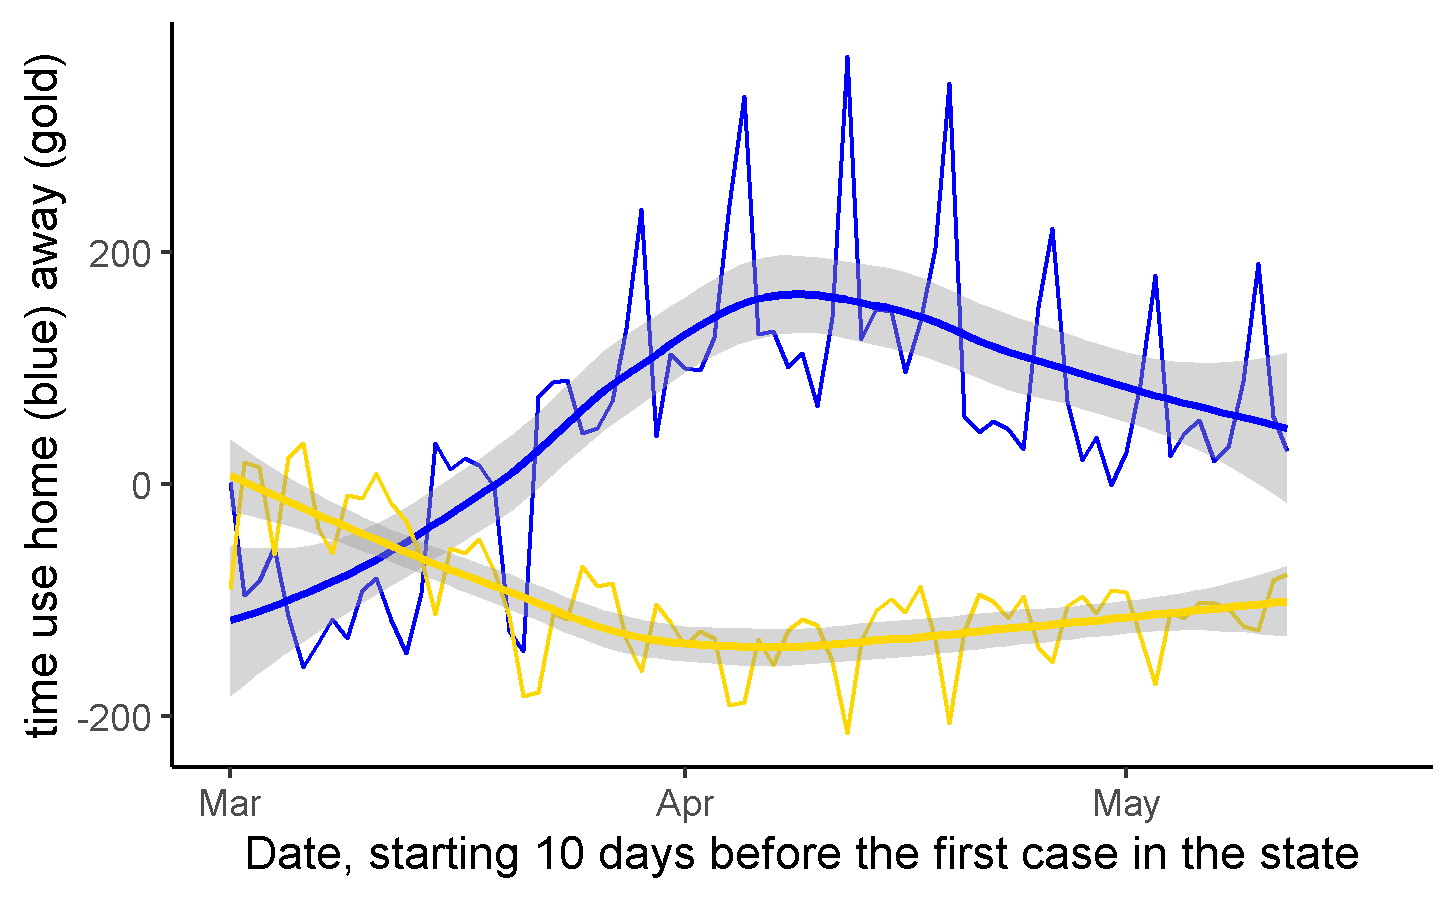 time use home (blue) away (gold)
200
0
-200
Mar
Apr
May
Date, starting 10 days before the first case in the state